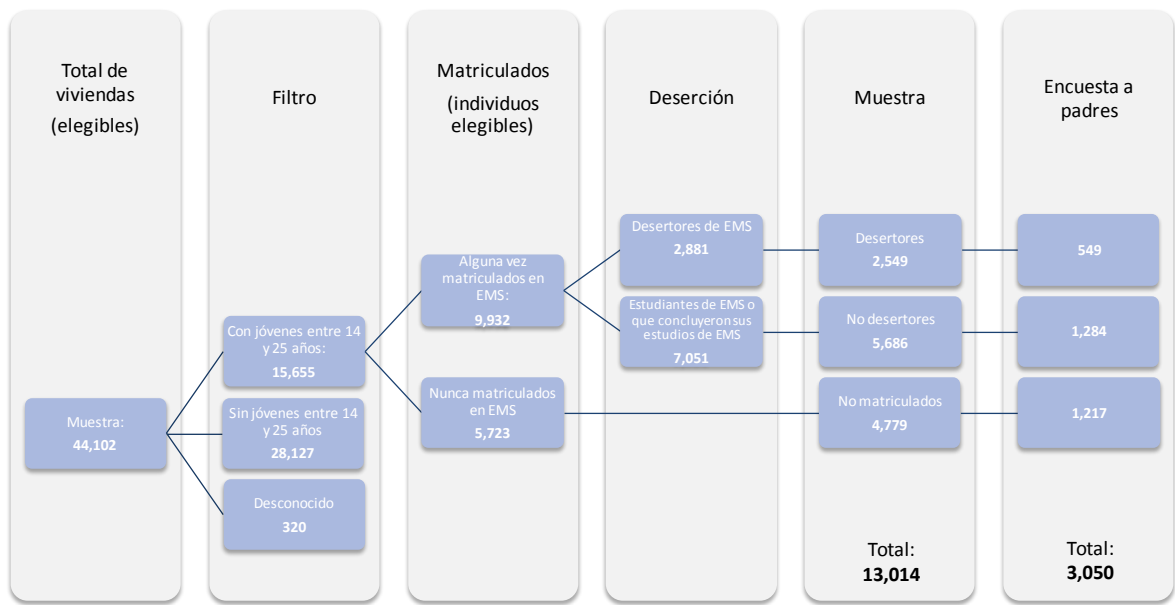 Total de
viviendas
(elegibles)
Filtro
Matriculados
(individuos
elegibles)
Deserción
Muestra
Encuesta a
padres
Muestra:
44,102
Con jóvenes entre 14
y 25 años:
15,655
Sin jóvenes entre 14
y 25 años
28,127
Desconocido
320
Alguna vez
matriculados en
EMS:
9,932
Nunca matriculados
en EMS
5,723
Desertores de EMS
2,881
Estudiantes de EMS o
que concluyeron sus
estudios de EMS
7,051
Desertores
2,549
No desertores
5,686
No matriculados
4,779
Total:
13,014
549
1,284
1,217
Total:
3,050